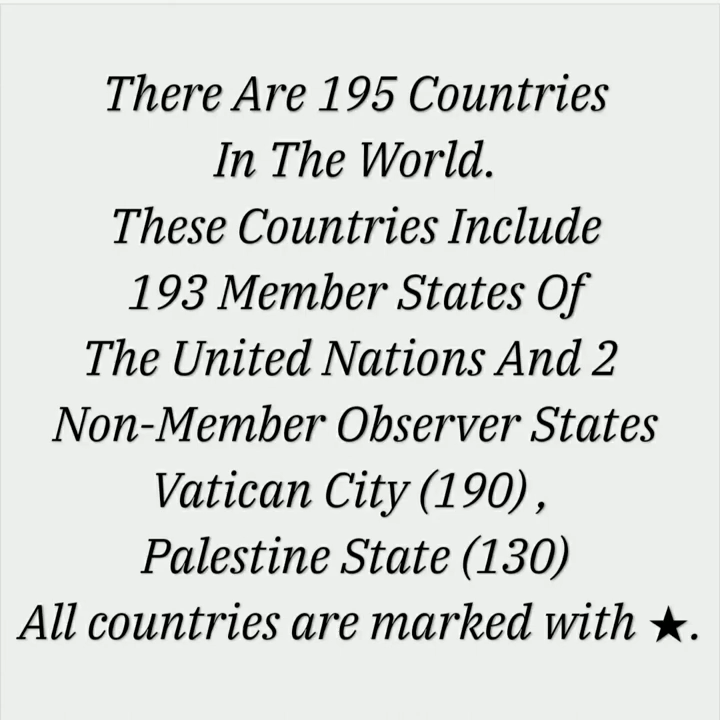 There Are 195 Countries
In The World.
These Countries Include
193 Member States Of
The United Nations And 2
Non-Member Observer States
Vatican City (190) ,
Palestine State (130)
All countries are marked with ★.